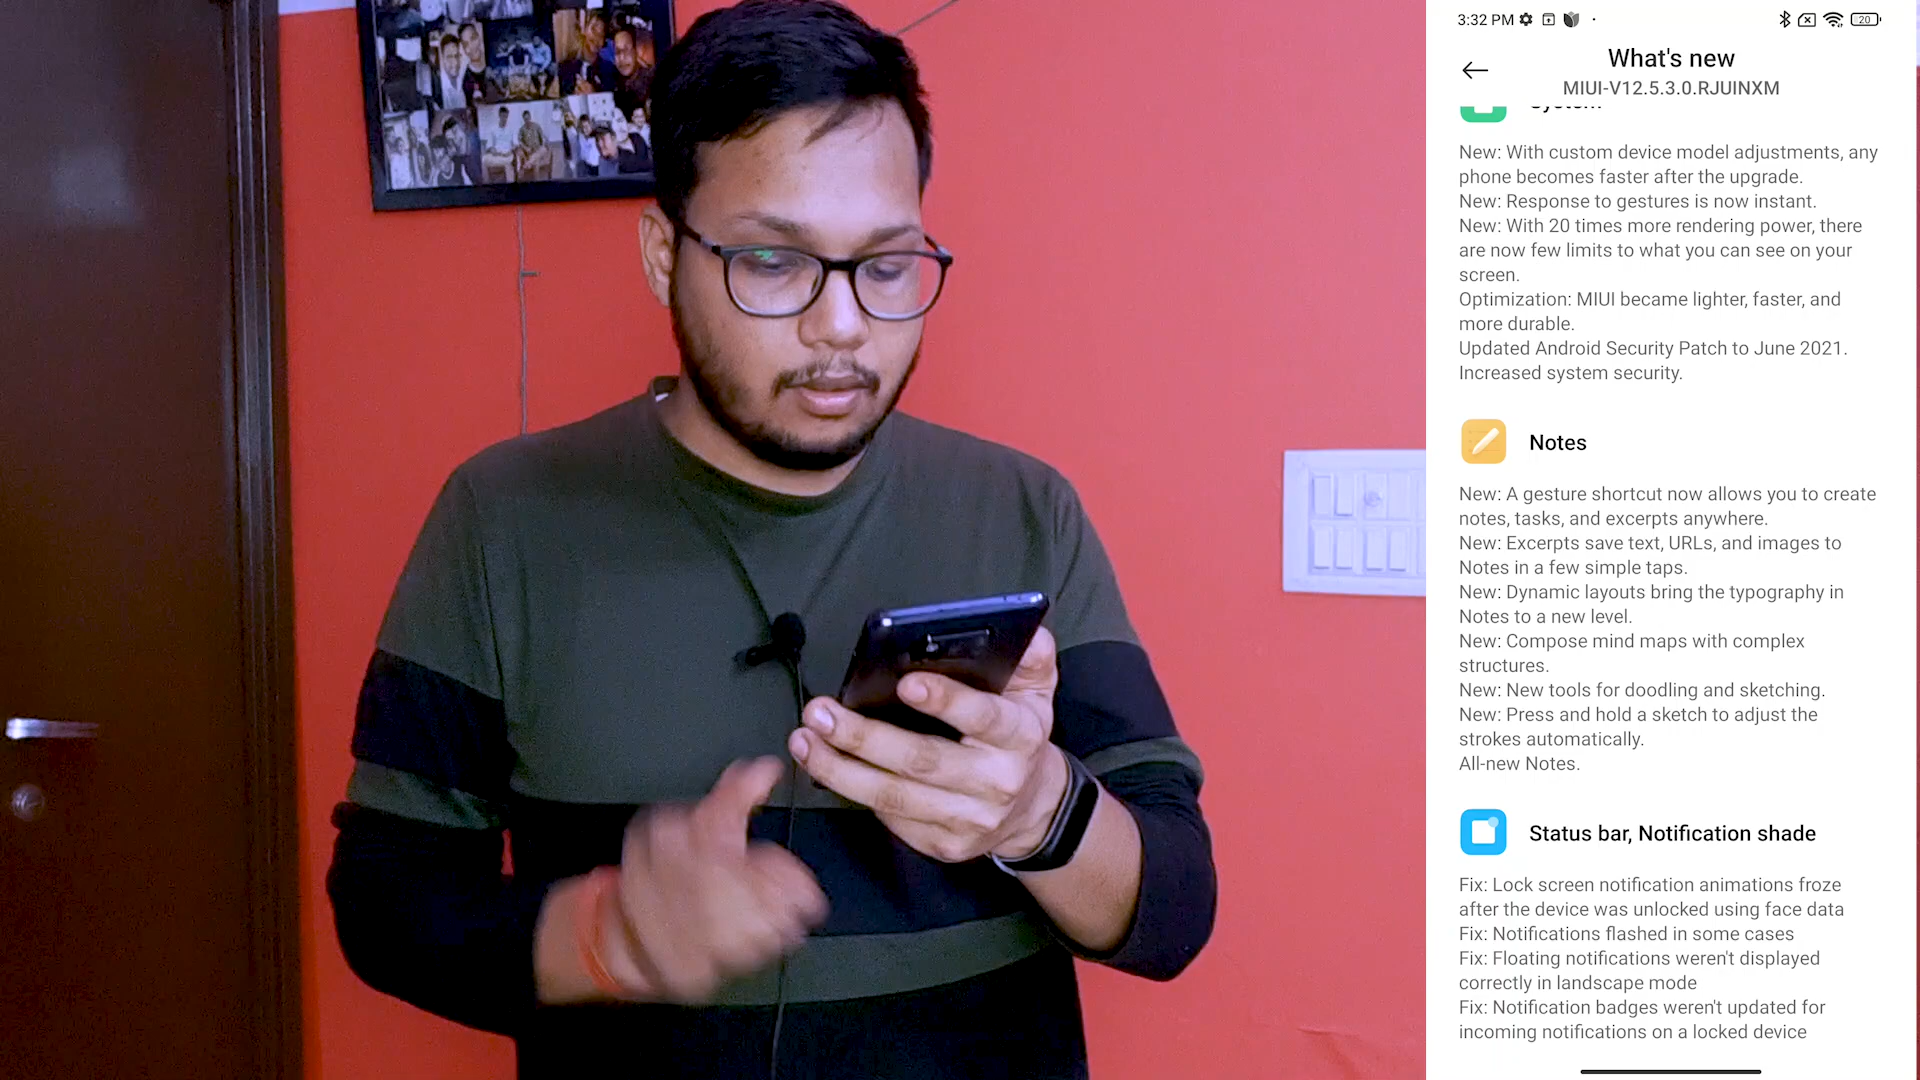 3:32 PM
20
What's new
MIUI-V12.5.3.0.RJUINXM
System
New: With custom device model adjustments, any
phone becomes faster after the upgrade.
New: Response to gestures is now instant.
New: With 20 times more rendering power, there
are now few limits to what you can see on your
screen.
Optimization: MIUI became lighter, faster, and
more durable.
Updated Android Security Patch to June 2021.
Increased system security.
Notes
New: A gesture shortcut now allows you to create
notes, tasks, and excerpts anywhere.
New: Excerpts save text, URLs, and images to
Notes in a few simple taps.
New: Dynamic layouts bring the typography in
Notes to a new level.
New: Compose mind maps with complex
structures.
New: New tools for doodling and sketching.
New: Press and hold a sketch to adjust the
strokes automatically.
All-new Notes.
Status bar, Notification shade
Fix: Lock screen notification animations froze
after the device was unlocked using face data
Fix: Notifications flashed in some cases
Fix: Floating notifications weren't displayed
correctly in landscape mode
Fix: Notification badges weren't updated for
incoming notifications on a locked device